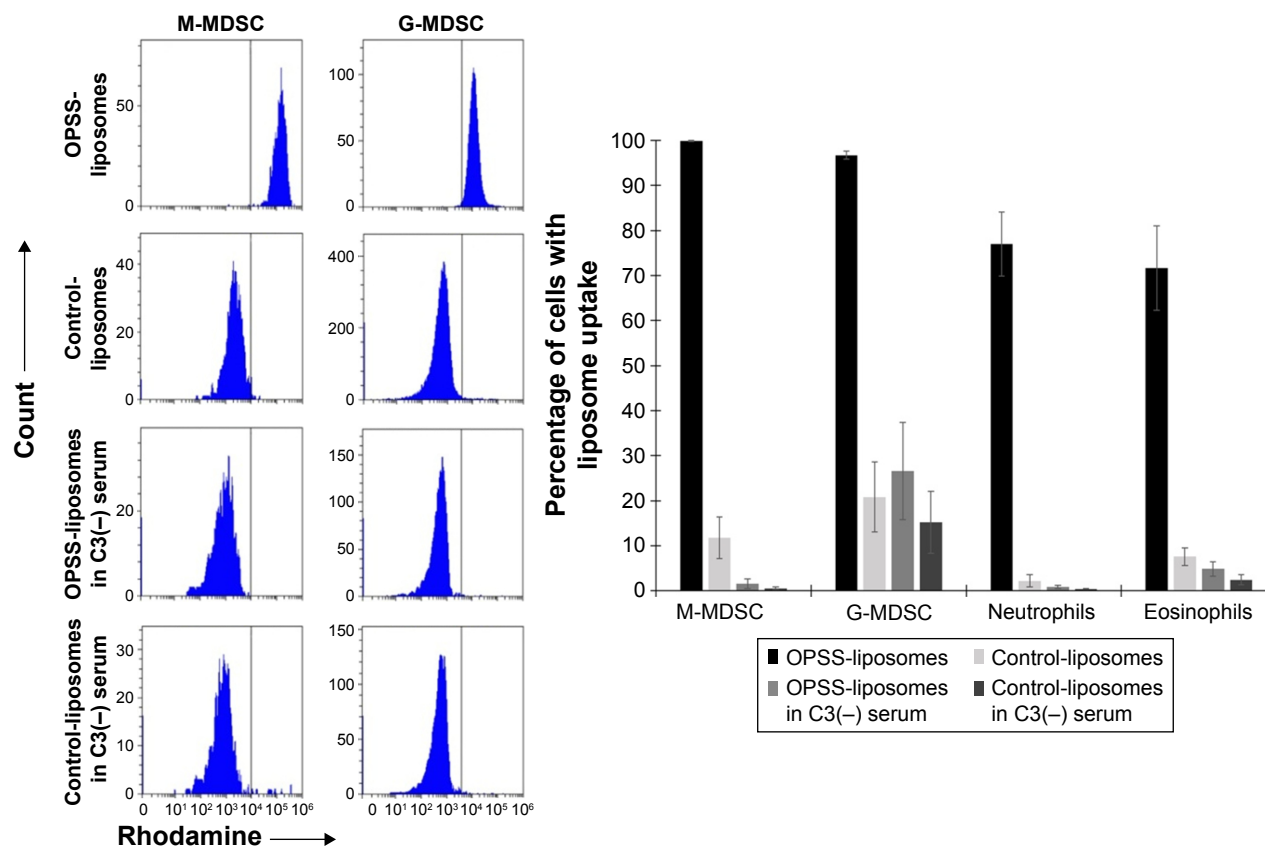 M-MDSC
G-MDSC
OPSS-
liposomes
50
0
100
50
0
Control-
liposomes
40
20
0
400
200
0
OPSS-liposomes
in C3(–) serum
20
0
150
100
50
0
Control-liposomes
in C3(–) serum
30
20
10
0
150
100
50
0
0 10¹ 10² 10³ 10⁴ 10⁵ 10⁶
0 10¹ 10² 10³ 10⁴ 10⁵ 10⁶
Count
Rhodamine
Percentage of cells with
liposome uptake
100
90
80
70
60
50
40
30
20
10
0
M-MDSC
G-MDSC
Neutrophils
Eosinophils
OPSS-liposomes
Control-liposomes
OPSS-liposomes
in C3(–) serum
Control-liposomes
in C3(–) serum